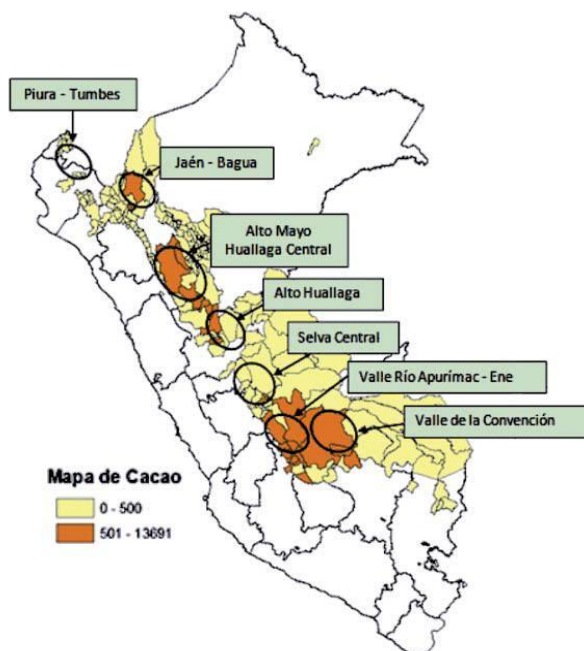 Piura - Tumbes
Jaén - Bagua
Alto Mayo
Huallaga Central
Alto Huallaga
Selva Central
Valle Río Apurímac - Ene
Valle de la Convención
Mapa de Cacao
0 - 500
501 - 13691